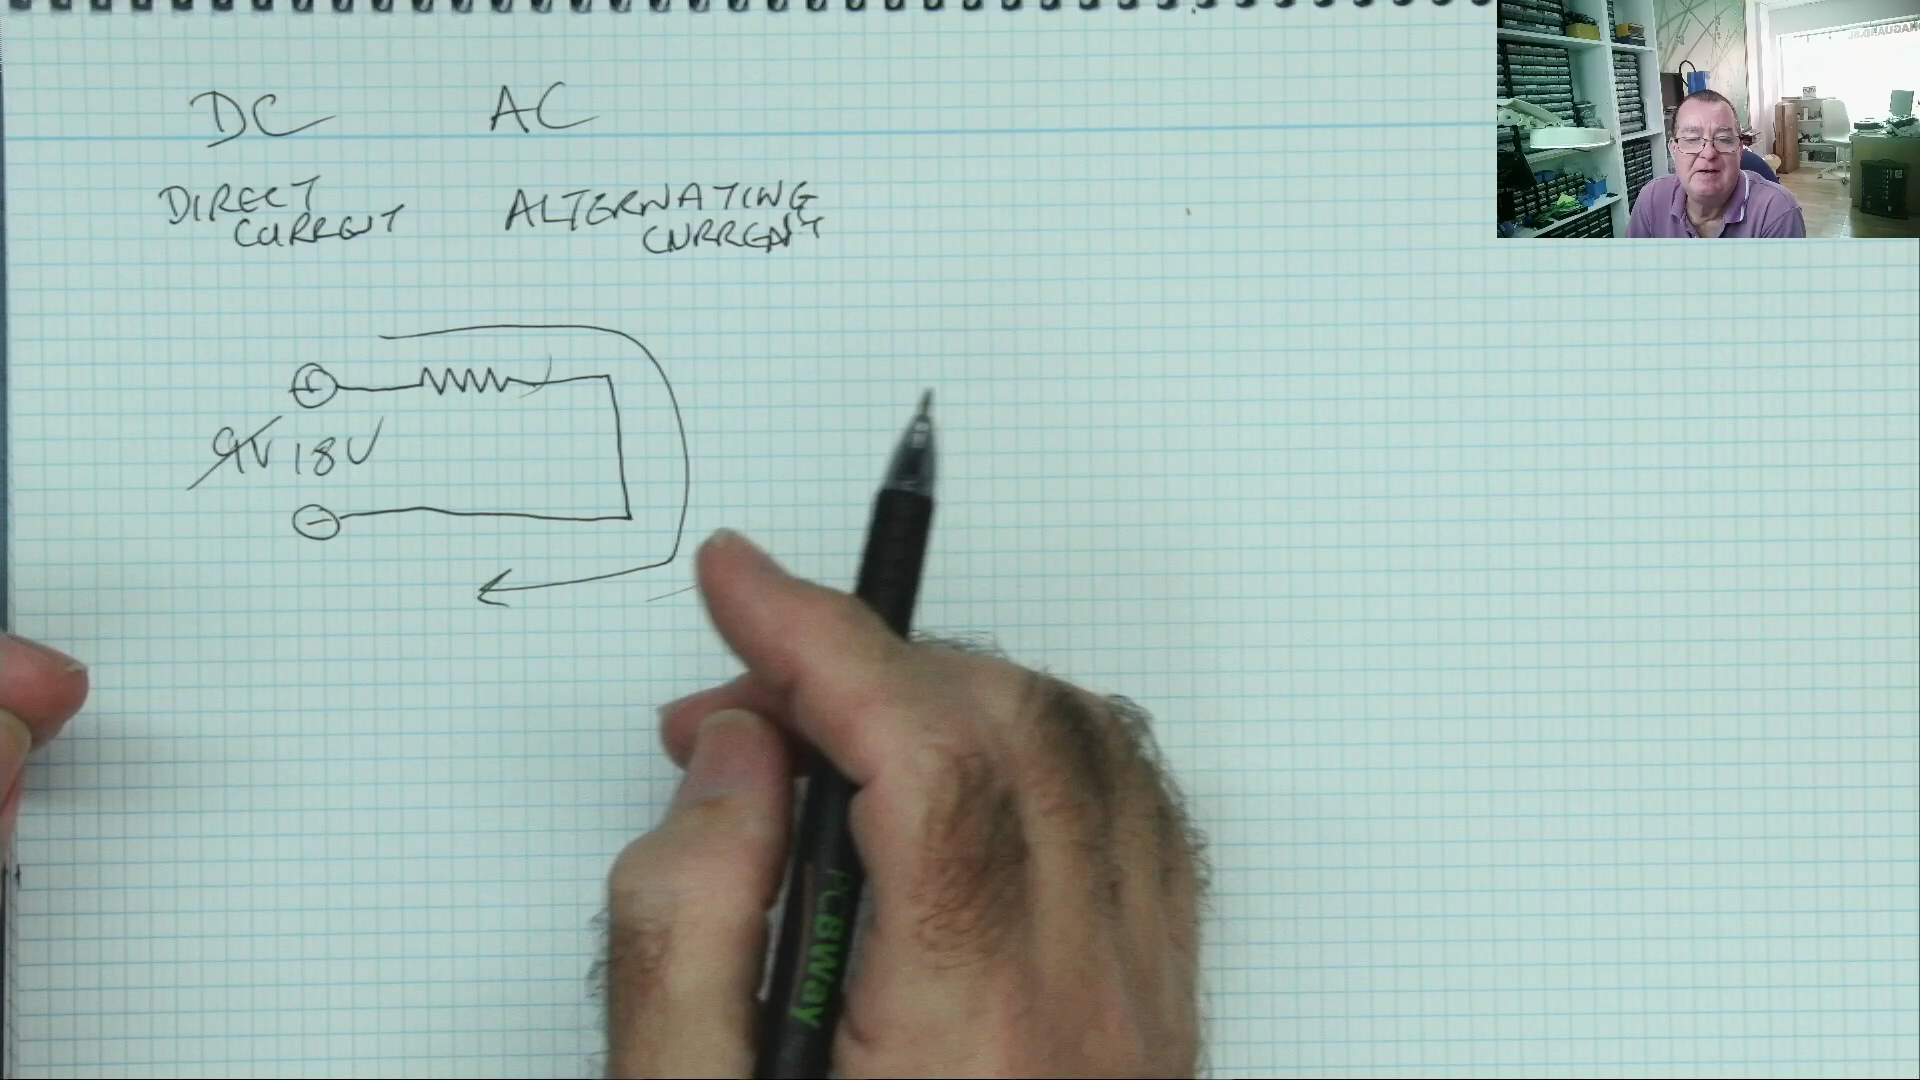 DC AC
DIRECT CURRENT
ALTERNATING CURRENT
+
9V 18V
−
PCBWay